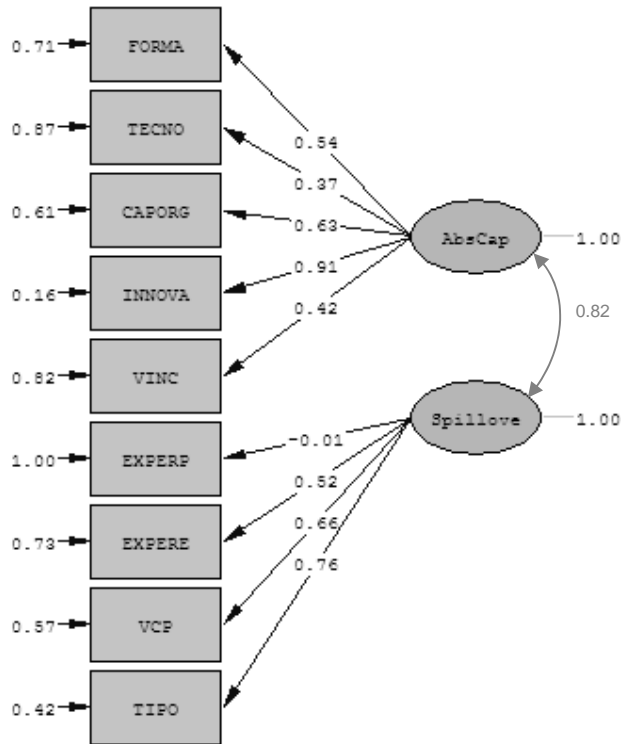 0.71 FORMA
0.54
0.87 TECNO
0.37
0.61 CAPORG
0.63
AbsCap 1.00
0.91
0.16 INNOVA
0.42
0.82
0.82 VINC
Spillove 1.00
-0.01
1.00 EXPERP
0.52
0.66
0.73 EXPERE
0.76
0.57 VCP
0.42 TIPO